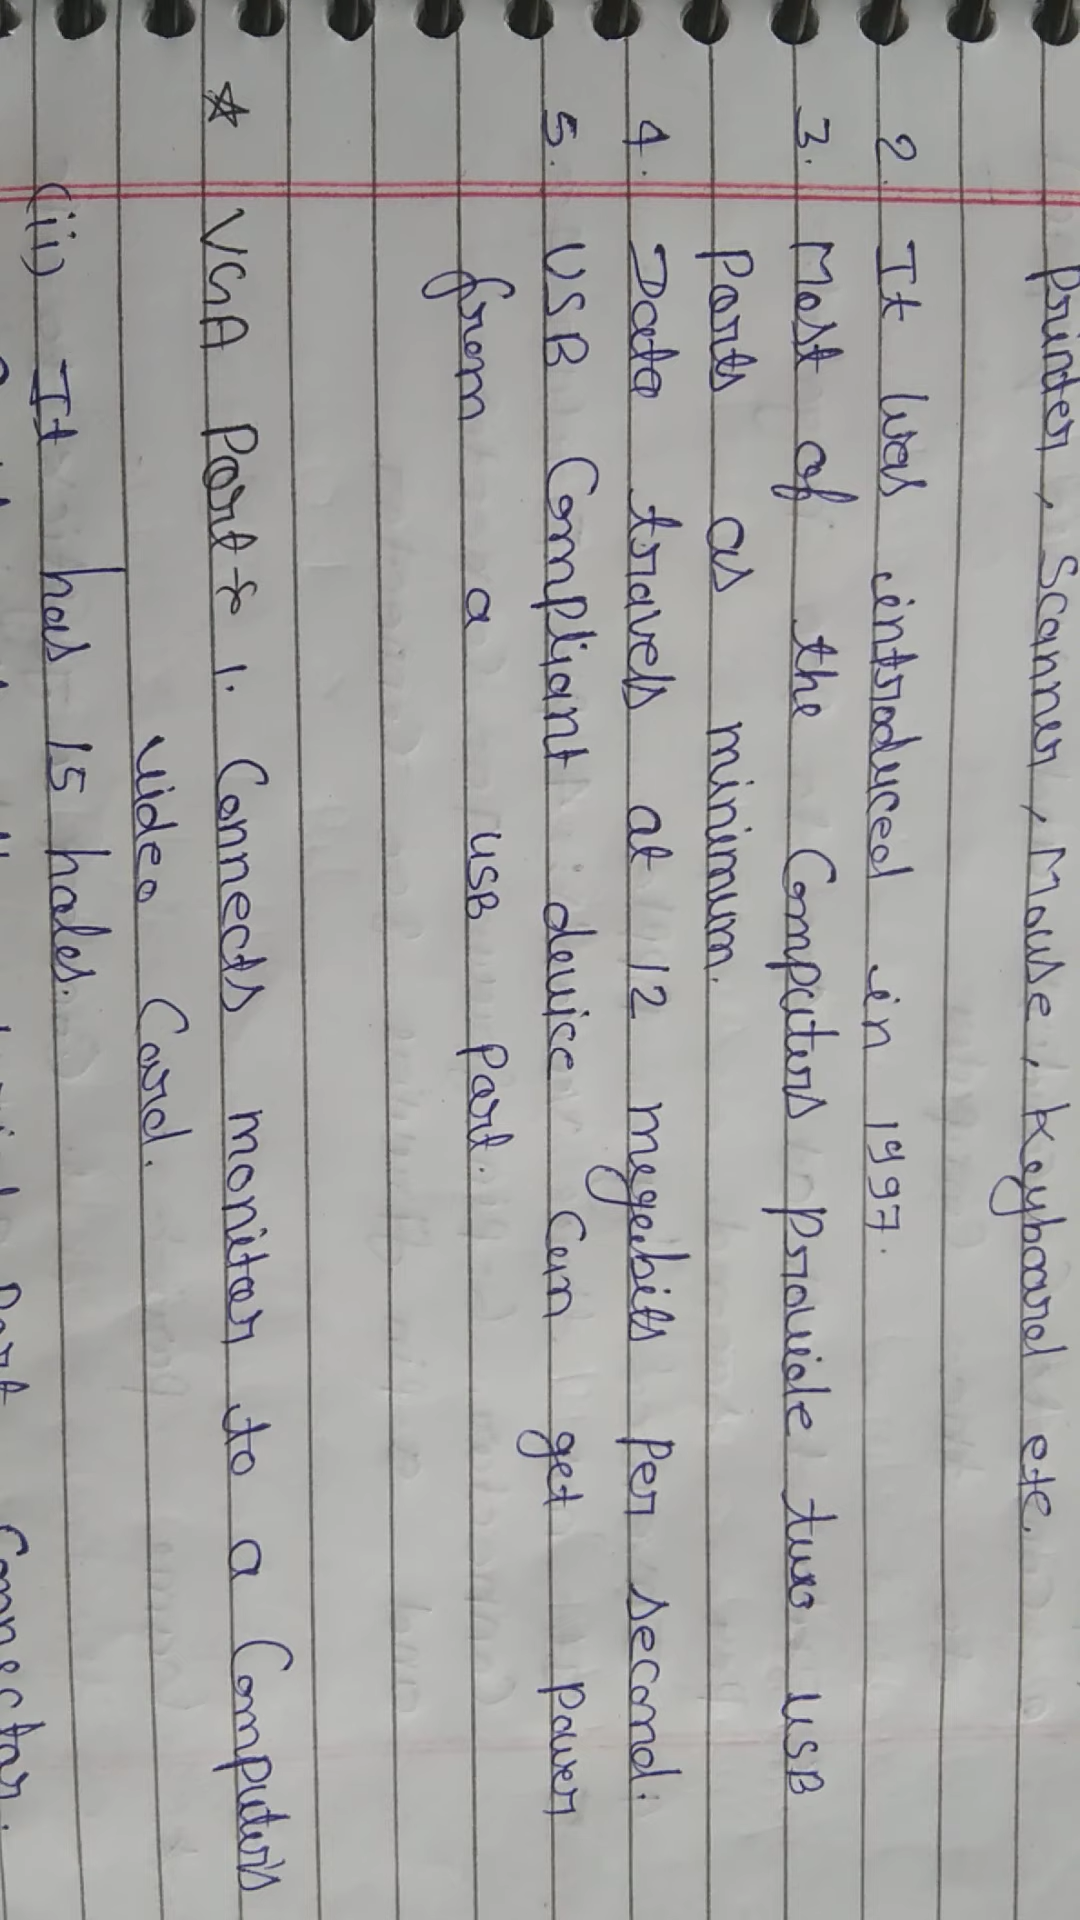 Printer, Scanner, Mouse, Keyboard etc.
2. It was introduced in 1997.
3. Most of the Computers provide two USB
Ports as minimum.
4. Data travels at 12 megabits per second.
5. USB Compliant device Can get power
from a USB port.
☆ VGA Port :- 1. Connects monitor to a Computer's
video Card.
(ii) It has 15 holes.
Port Connector.